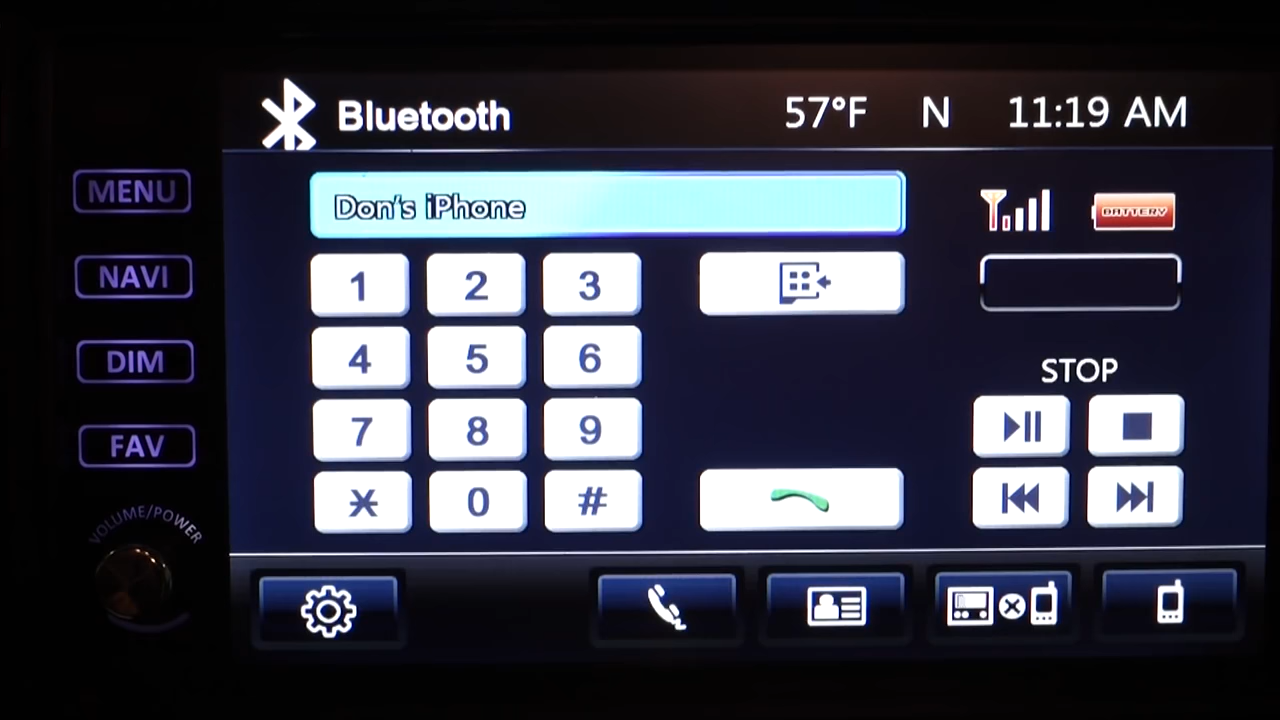 Bluetooth 57°F N 11:19 AM
MENU
Don's iPhone
BATTERY
NAVI
1 2 3
DIM
4 5 6
STOP
FAV
7 8 9
* 0 #
VOLUME/POWER